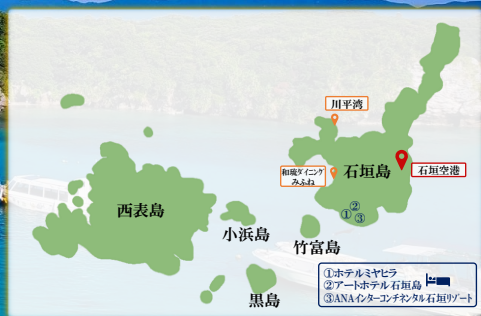 川平湾
和琉ダイニング
みふね
石垣島
石垣空港
西表島
小浜島
竹富島
黒島
②
①
③
①ホテルミヤヒラ
②アートホテル石垣島
③ANAインターコンチネンタル石垣リゾート